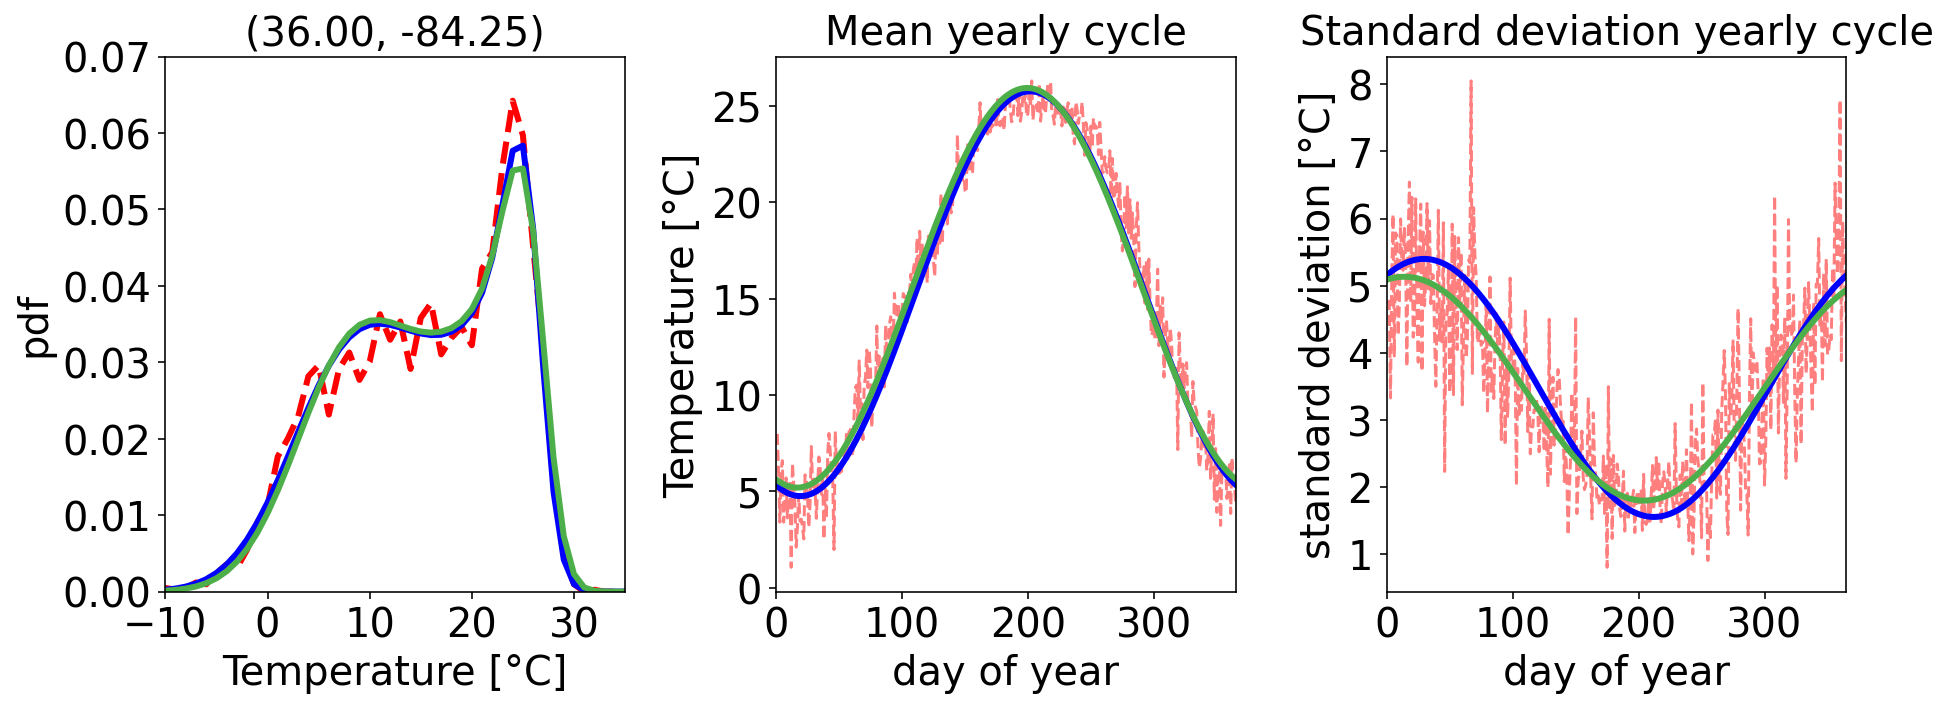 (36.00, -84.25)
0.07
0.06
0.05
0.04
0.03
0.02
0.01
0.00
pdf
−10 0 10 20 30
Temperature [°C]
Mean yearly cycle
25
20
15
10
5
0
Temperature [°C]
0 100 200 300
day of year
Standard deviation yearly cycle
8
7
6
5
4
3
2
1
standard deviation [°C]
0 100 200 300
day of year